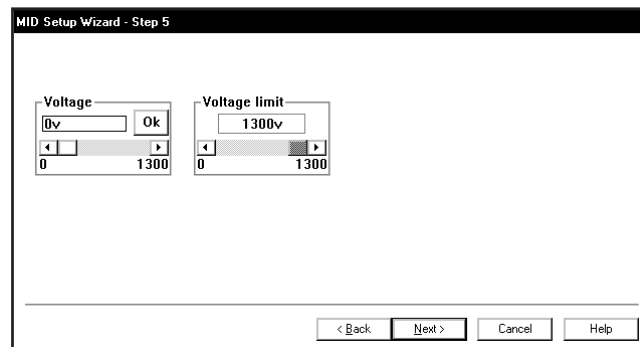 MID Setup Wizard - Step 5
Voltage
0v
Ok
0 1300
Voltage limit
1300v
0 1300
< Back Next > Cancel Help